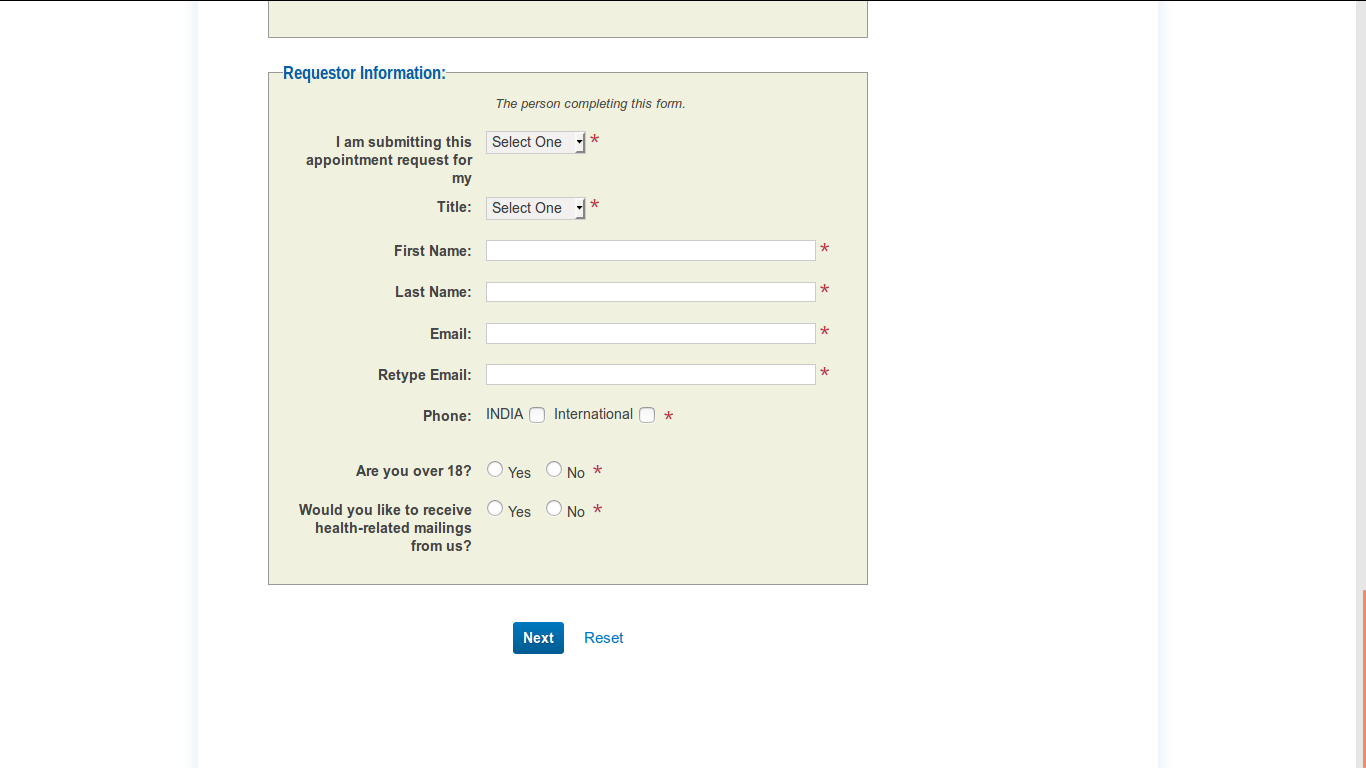 Requestor Information:
The person completing this form.
I am submitting this Select One *
appointment request for
my
Title: Select One *
First Name: *
Last Name: *
Email: *
Retype Email: *
Phone: INDIA International *
Are you over 18? Yes No *
Would you like to receive Yes No *
health-related mailings
from us?
Next Reset